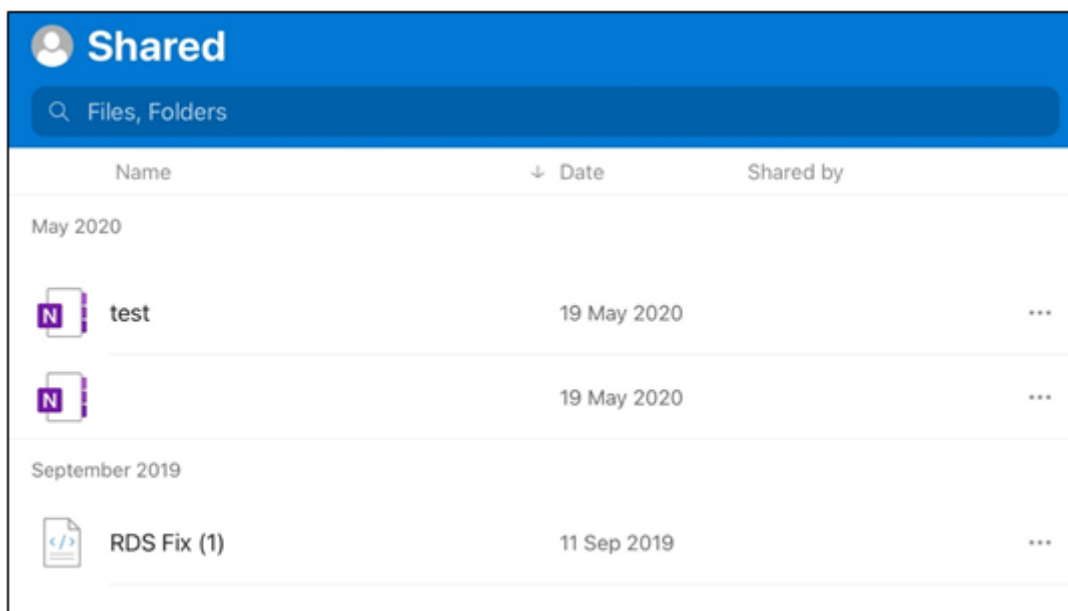 Shared
Files, Folders
Name Date Shared by
May 2020
N test 19 May 2020
N 19 May 2020
September 2019
</> RDS Fix (1) 11 Sep 2019